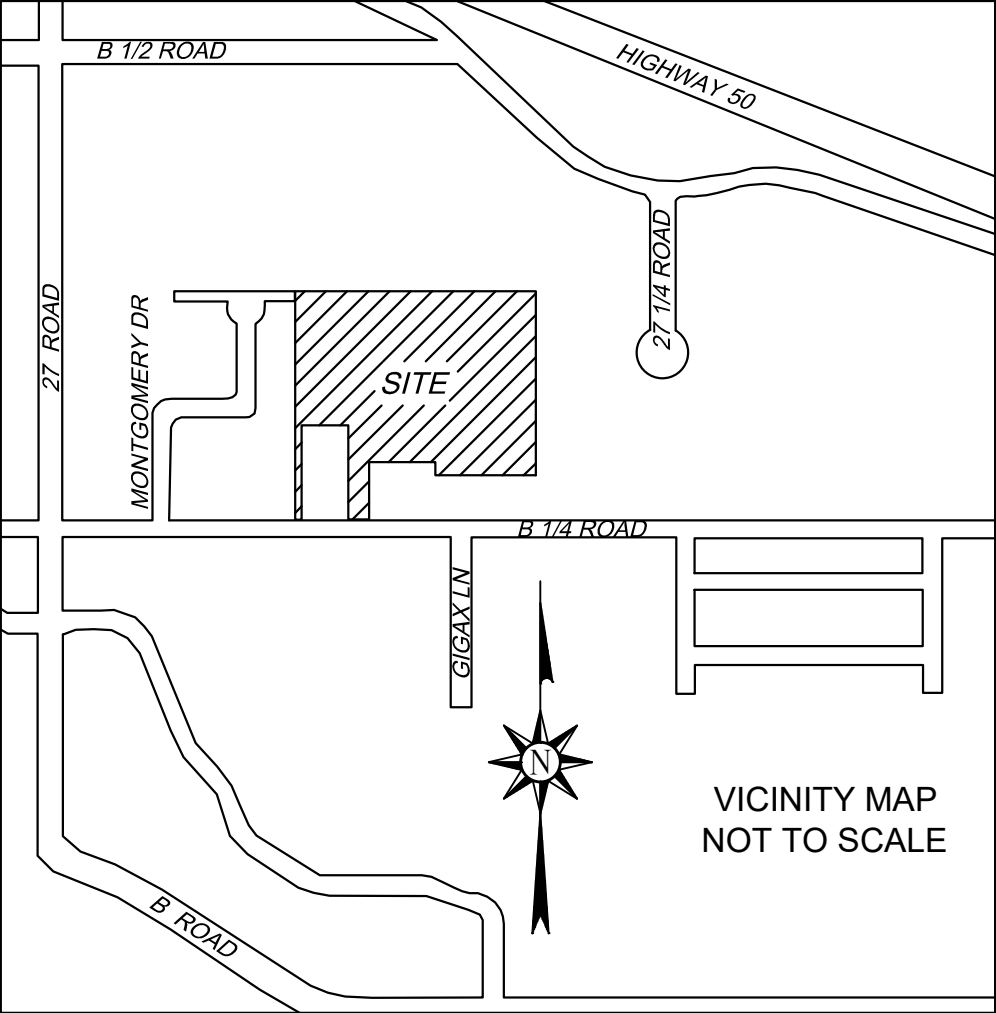 B 1/2 ROAD
HIGHWAY 50
27 1/4 ROAD
27 ROAD
MONTGOMERY DR
SITE
B 1/4 ROAD
GIGAX LN
N
VICINITY MAP
NOT TO SCALE
B ROAD